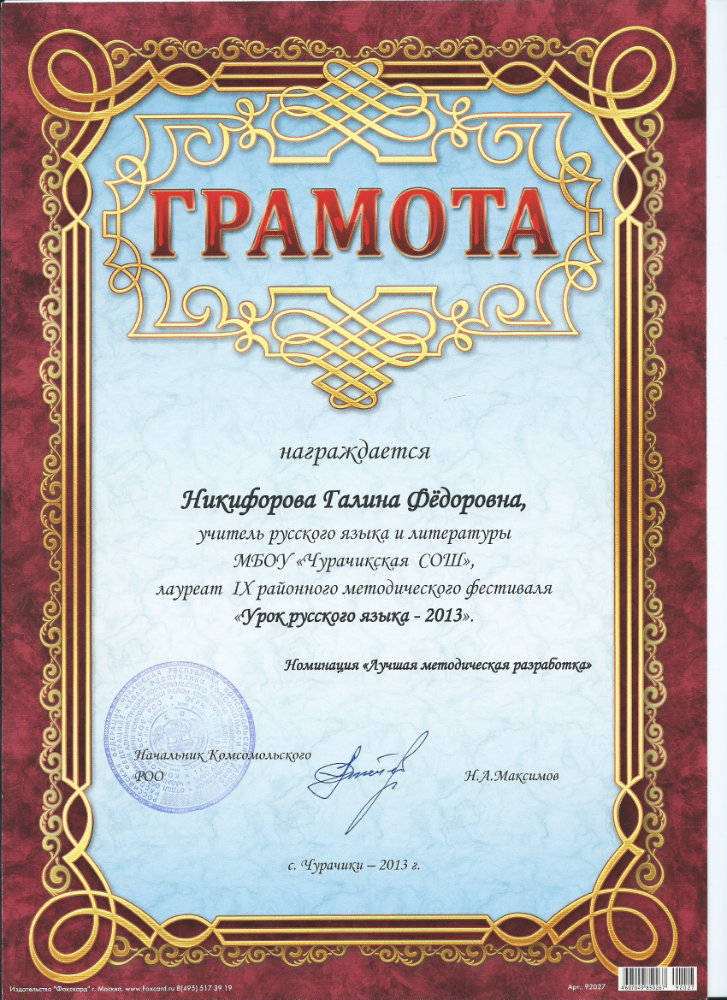 ГРАМОТА
награждается
Никифорова Галина Фёдоровна,
учитель русского языка и литературы
МБОУ «Чурачикская СОШ»,
лауреат IX районного методического фестиваля
«Урок русского языка - 2013».
Номинация «Лучшая методическая разработка»
Начальник Комсомольского
РОО
Н.А.Максимов
с. Чурачики – 2013 г.
Издательство "Фокскард" г. Москва, www.foxcard.ru 8(495) 517 39 19
Арт.: 92027